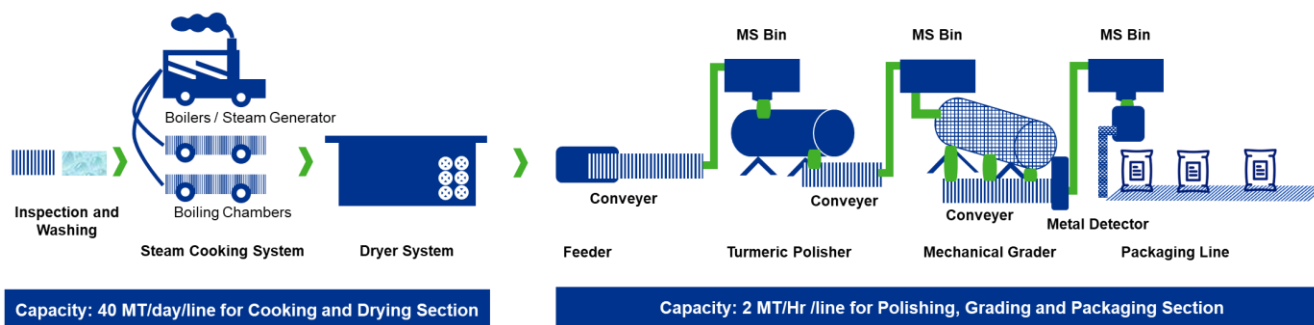 MS Bin
MS Bin
MS Bin
Boilers / Steam Generator
Boiling Chambers
Inspection and
Washing
Steam Cooking System
Dryer System
Conveyer
Conveyer
Conveyer
Metal Detector
Feeder
Turmeric Polisher
Mechanical Grader
Packaging Line
Capacity: 40 MT/day/line for Cooking and Drying Section
Capacity: 2 MT/Hr /line for Polishing, Grading and Packaging Section